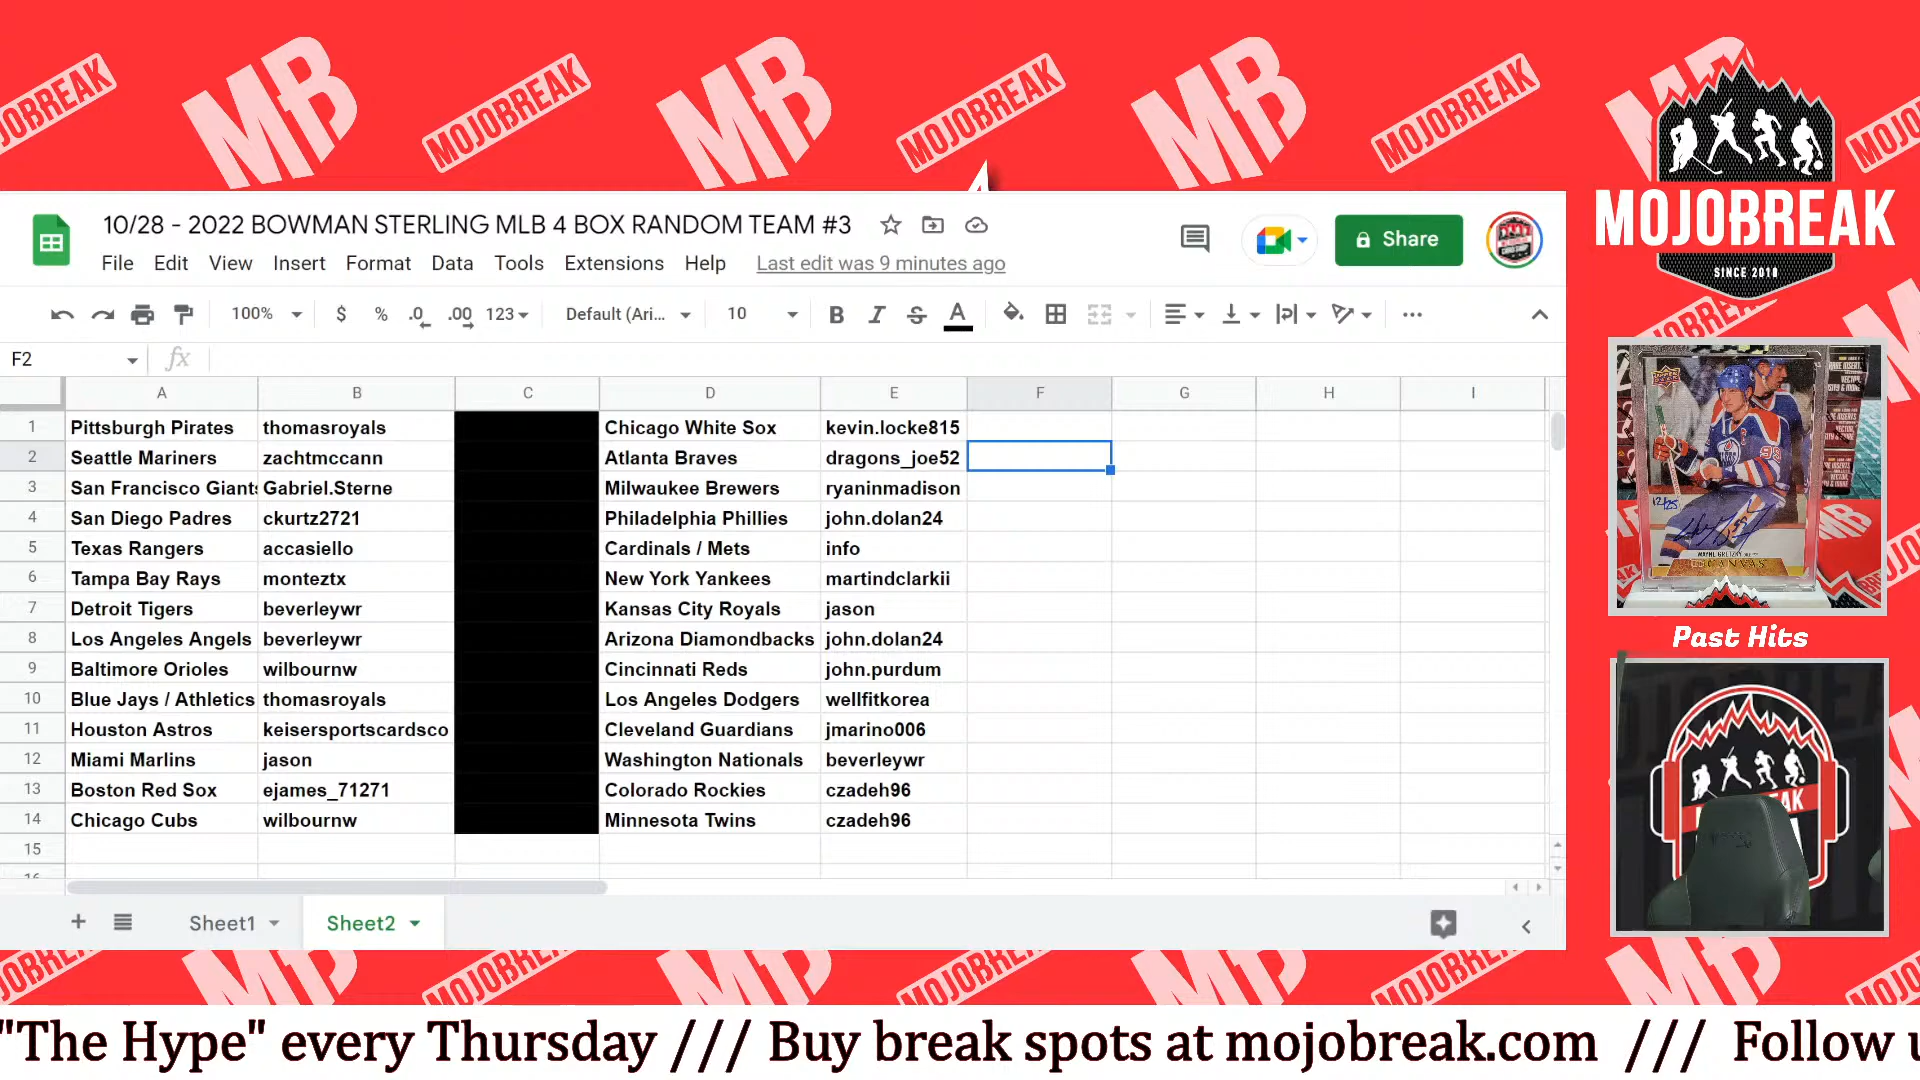 MOJOBREAK
SINCE 2018
10/28 - 2022 BOWMAN STERLING MLB 4 BOX RANDOM TEAM #3
Share
File Edit View Insert Format Data Tools Extensions Help Last edit was 9 minutes ago
100% $ % .0 .00 123 Default (Ari... 10 B I S A
F2 fx
A B C D E F G H I
1 Pittsburgh Pirates thomasroyals Chicago White Sox kevin.locke815
2 Seattle Mariners zachtmccann Atlanta Braves dragons_joe52
3 San Francisco Giants Gabriel.Sterne Milwaukee Brewers ryaninmadison
4 San Diego Padres ckurtz2721 Philadelphia Phillies john.dolan24
5 Texas Rangers accasiello Cardinals / Mets info
6 Tampa Bay Rays monteztx New York Yankees martindclarkii
7 Detroit Tigers beverleywr Kansas City Royals jason
8 Los Angeles Angels beverleywr Arizona Diamondbacks john.dolan24
9 Baltimore Orioles wilbournw Cincinnati Reds john.purdum
10 Blue Jays / Athletics thomasroyals Los Angeles Dodgers wellfitkorea
11 Houston Astros keisersportscardsco Cleveland Guardians jmarino006
12 Miami Marlins jason Washington Nationals beverleywr
13 Boston Red Sox ejames_71271 Colorado Rockies czadeh96
14 Chicago Cubs wilbournw Minnesota Twins czadeh96
15
Sheet1 Sheet2
12/25
WAYNE GRETZKY
CANVAS
Past Hits
"The Hype" every Thursday /// Buy break spots at mojobreak.com /// Follow u